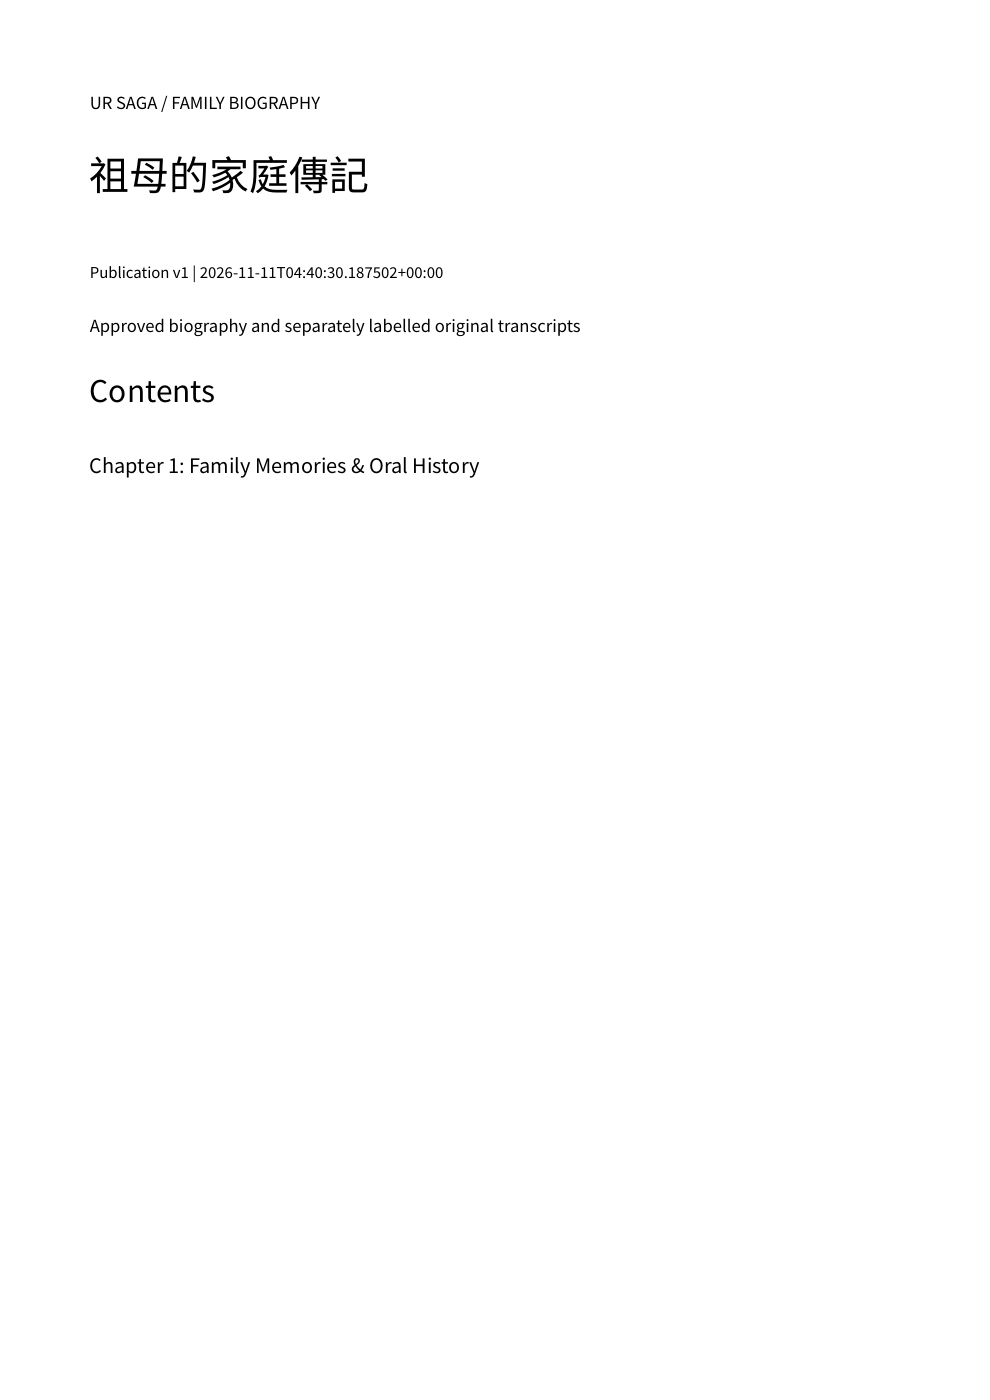 UR SAGA / FAMILY BIOGRAPHY
祖母的家庭傳記
Publication v1 | 2026-11-11T04:40:30.187502+00:00
Approved biography and separately labelled original transcripts
Contents
Chapter 1: Family Memories & Oral History